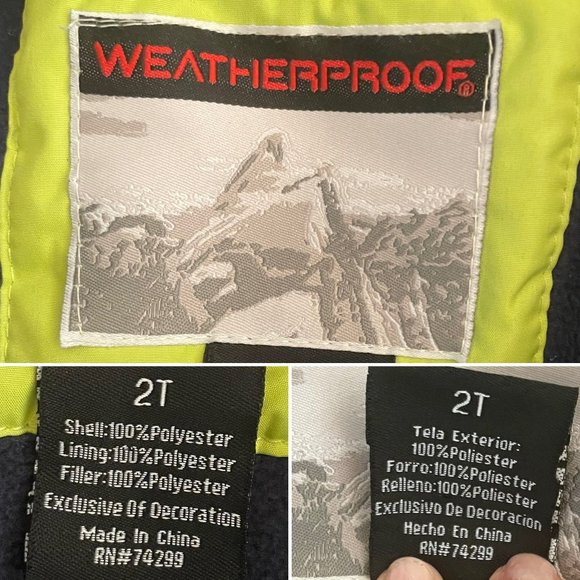 WEATHERPROOF®
2T
Shell:100%Polyester
Lining:100%Polyester
Filler:100%Polyester
Exclusive Of Decoration
Made In China
RN#74299
2T
Tela Exterior:
100%Poliester
Forro:100%Poliester
Relleno:100%Poliester
Exclusivo De Decoracion
Hecho En China
RN#74299